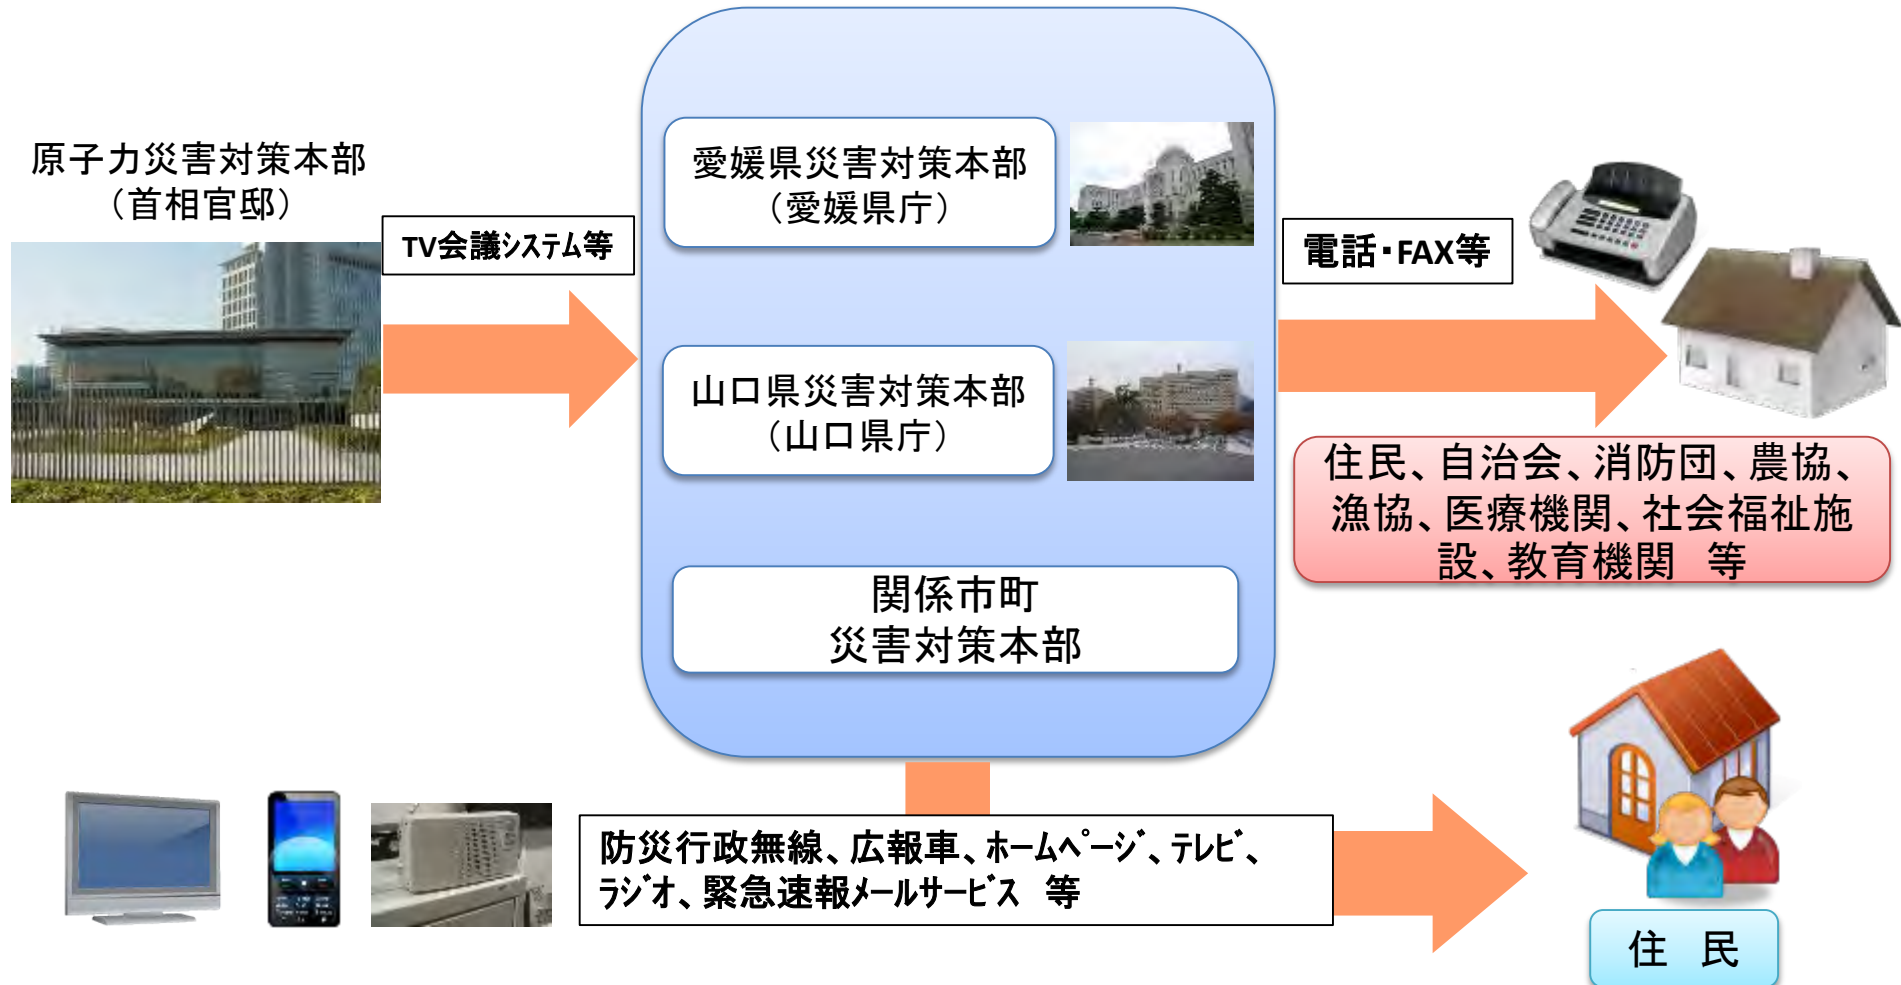 原子力災害対策本部
（首相官邸）
TV会議システム等
愛媛県災害対策本部
（愛媛県庁）
山口県災害対策本部
（山口県庁）
関係市町
災害対策本部
電話・FAX等
住民、自治会、消防団、農協、
漁協、医療機関、社会福祉施
設、教育機関　等
防災行政無線、広報車、ホームページ、テレビ、
ラジオ、緊急速報メールサービス　等
住　民